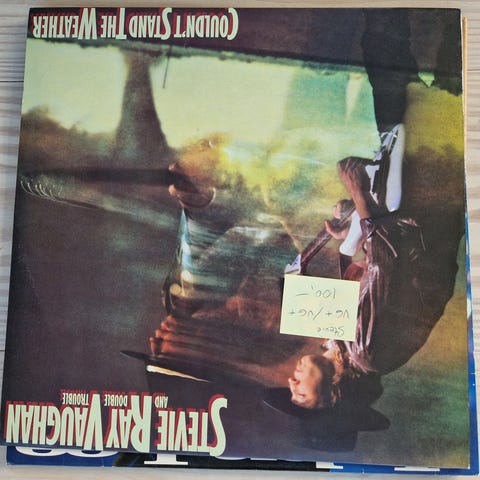 STEVIE RAY VAUGHAN
AND DOUBLE TROUBLE
Stevie
VG+/VG+
100,-
COULDN'T STAND THE WEATHER